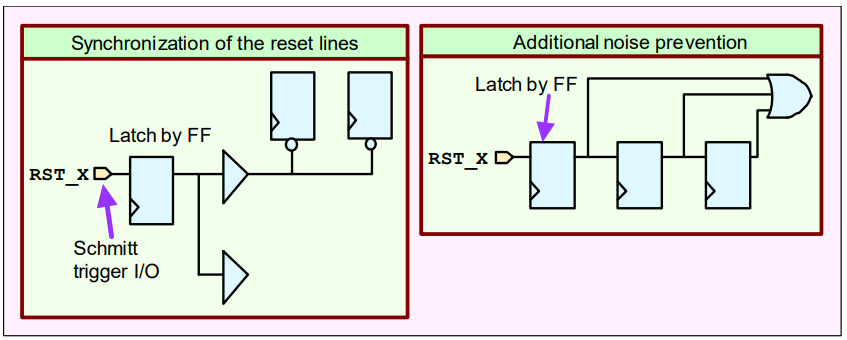 Synchronization of the reset lines
Latch by FF
RST_X
Schmitt
trigger I/O
Additional noise prevention
Latch by FF
RST_X